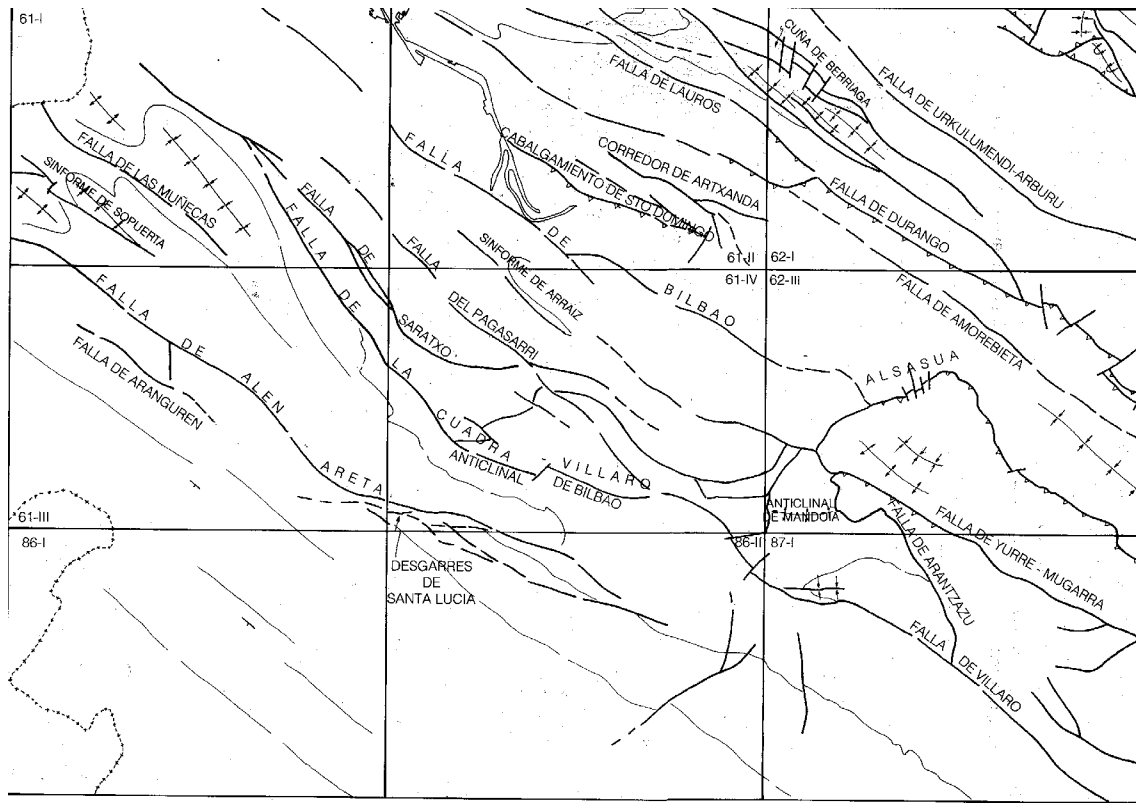 61-I
CUÑA DE BERRIAGA
FALLA DE LAUROS
FALLA DE URKULUMENDI-ARBURU
FALLA DE LAS MUÑECAS
SINFORME DE SOPUERTA
CABALGAMIENTO DE STO DOMINGO
CORREDOR DE ARTXANDA
FALLA DE DURANGO
FALLA DE BILBAO
ALSASUA
FALLA DE SARATXO
FALLA DEL PAGASARRI
SINFORME DE ARRAIZ
61-II
62-I
61-IV
62-III
FALLA DE AMOREBIETA
FALLA DE LA CUADRA
VILLARO
FALLA DE ALEN
ARETA
FALLA DE ARANGUREN
ANTICLINAL
DE BILBAO
61-III
86-I
86-II
87-I
ANTICLINAL
DE MANDOIA
FALLA DE YURRE - MUGARRA
FALLA DE ARANTZAZU
DESGARRES
DE
SANTA LUCIA
FALLA DE VILLARO